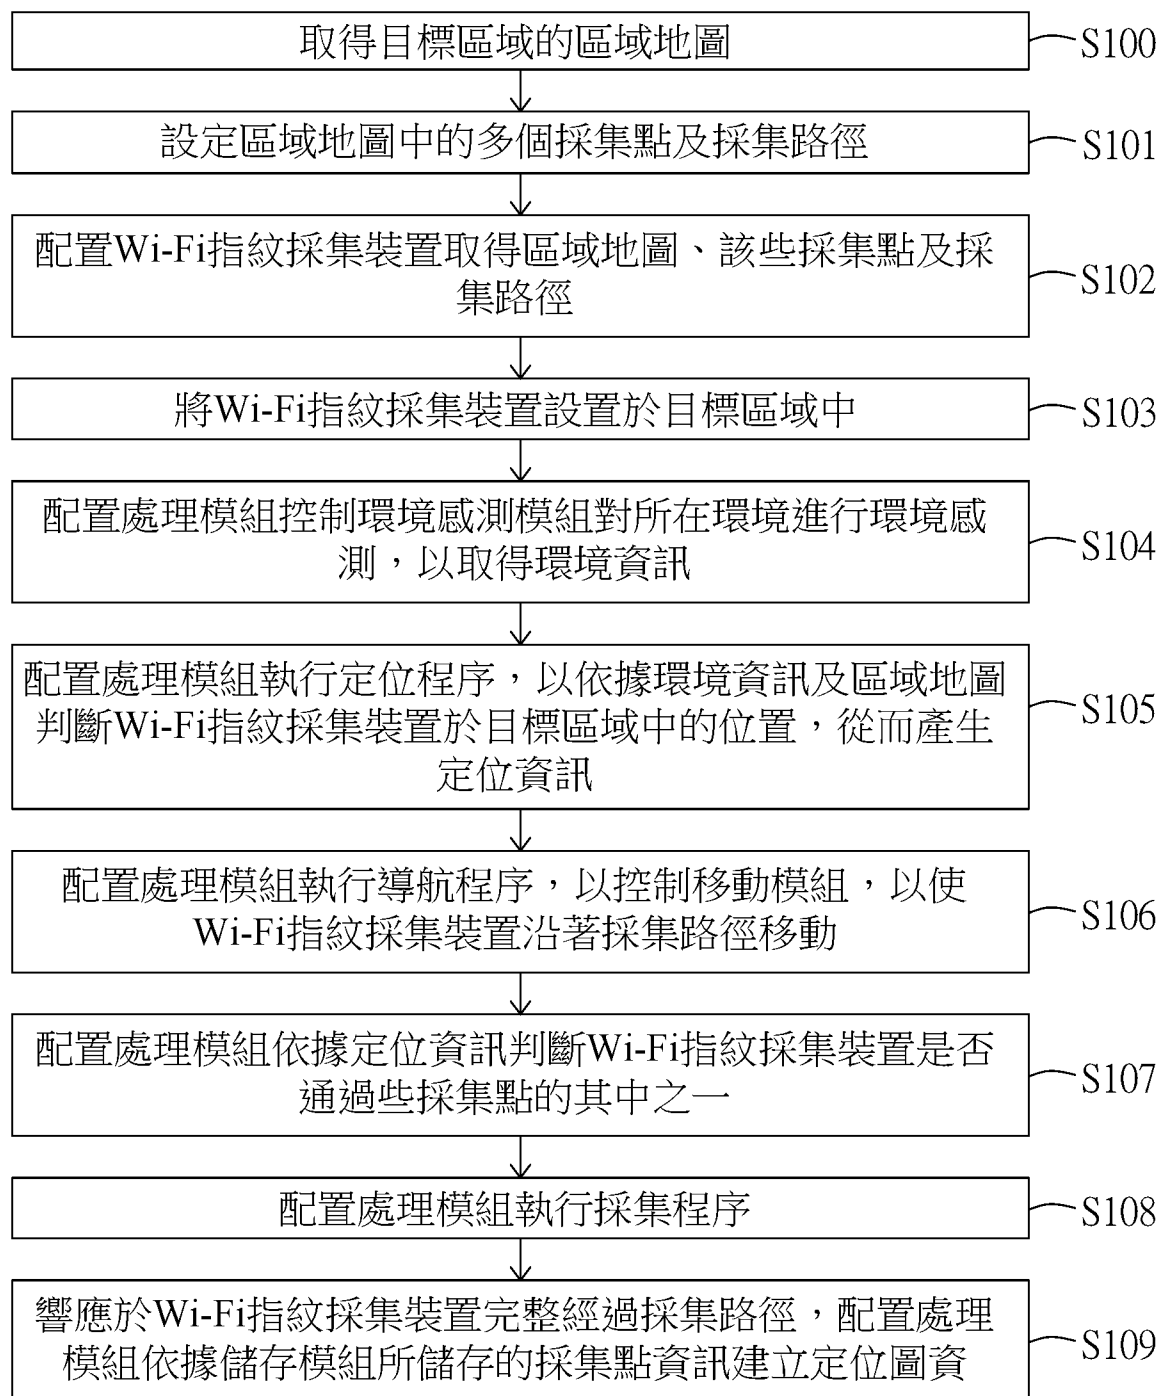 取得目標區域的區域地圖
S100
設定區域地圖中的多個採集點及採集路徑
S101
配置Wi-Fi指紋採集裝置取得區域地圖、該些採集點及採
集路徑
S102
將Wi-Fi指紋採集裝置設置於目標區域中
S103
配置處理模組控制環境感測模組對所在環境進行環境感
測，以取得環境資訊
S104
配置處理模組執行定位程序，以依據環境資訊及區域地圖
判斷Wi-Fi指紋採集裝置於目標區域中的位置，從而產生
定位資訊
S105
配置處理模組執行導航程序，以控制移動模組，以使
Wi-Fi指紋採集裝置沿著採集路徑移動
S106
配置處理模組依據定位資訊判斷Wi-Fi指紋採集裝置是否
通過些採集點的其中之一
S107
配置處理模組執行採集程序
S108
響應於Wi-Fi指紋採集裝置完整經過採集路徑，配置處理
模組依據儲存模組所儲存的採集點資訊建立定位圖資
S109